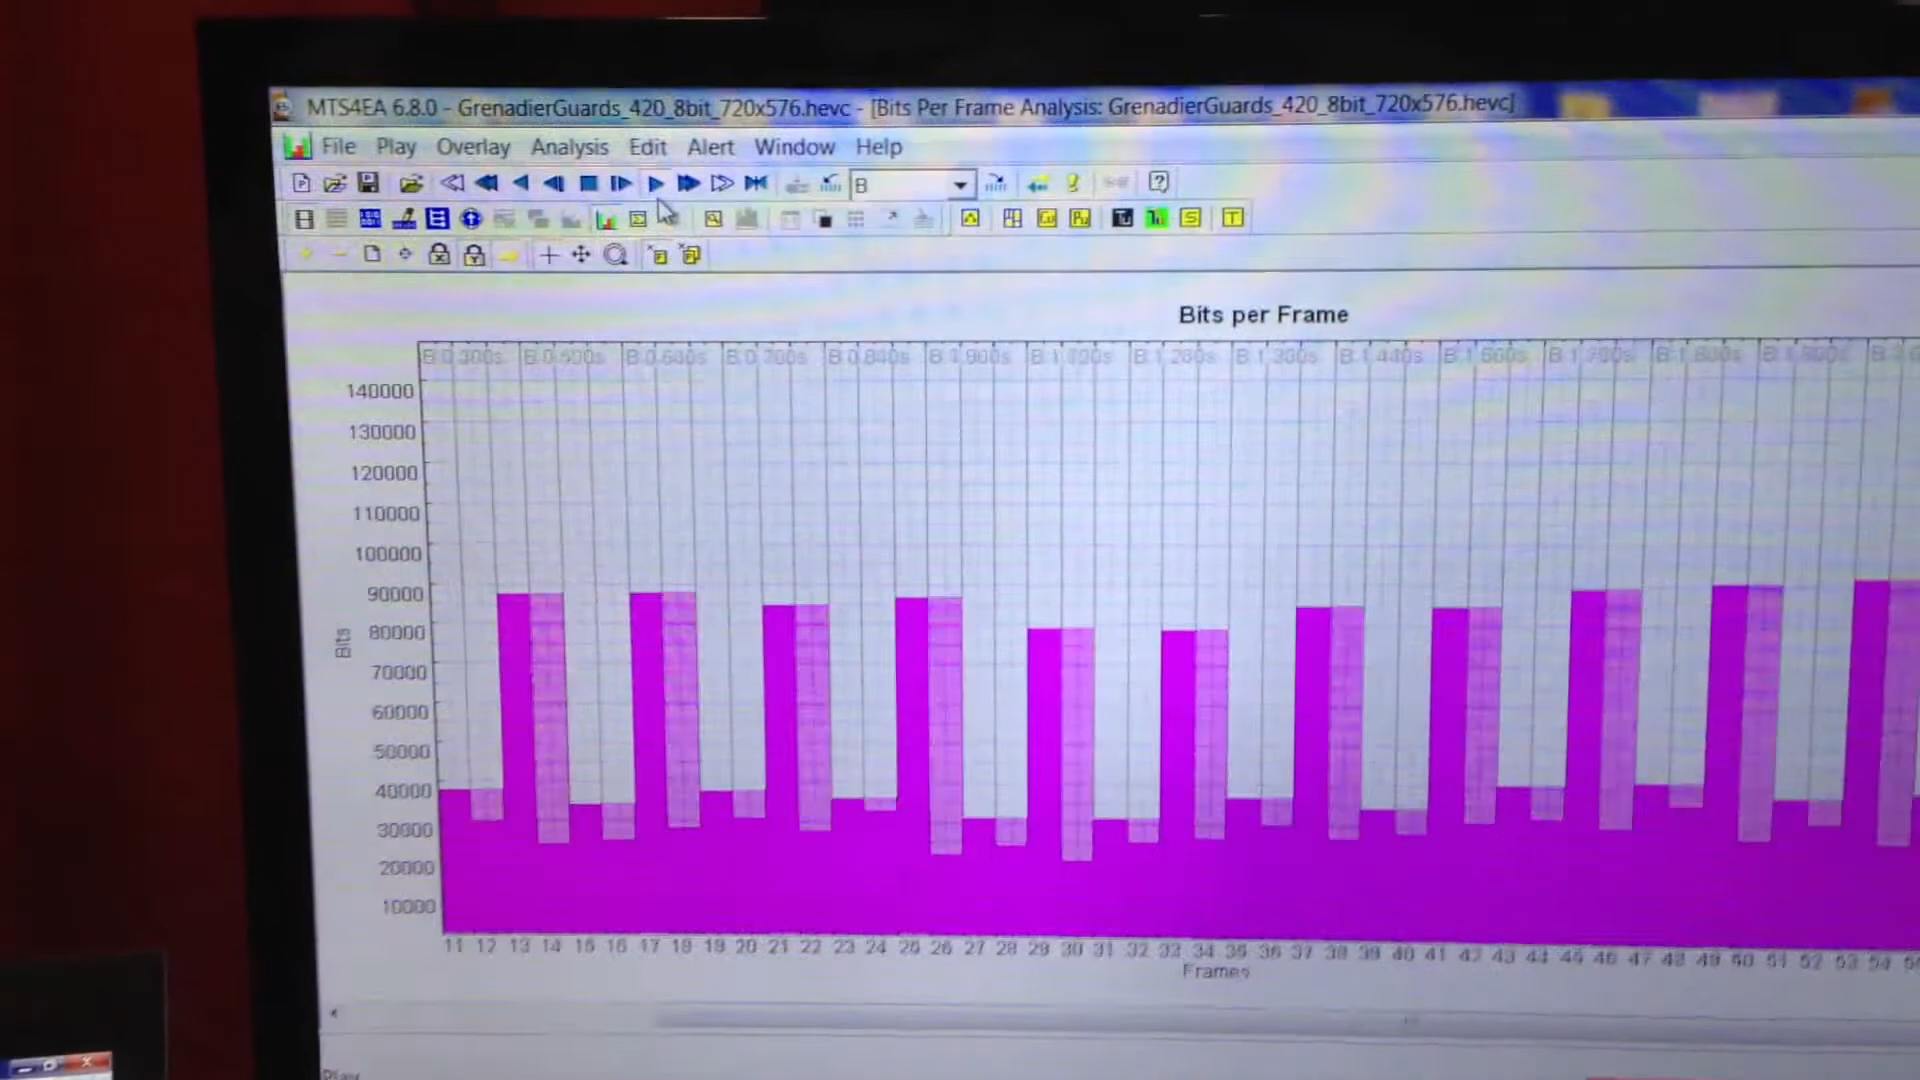 MTS4EA 6.8.0 - GrenadierGuards_420_8bit_720x576.hevc - [Bits Per Frame Analysis: GrenadierGuards_420_8bit_720x576.hevc]
File Play Overlay Analysis Edit Alert Window Help
B
Bits per Frame
140000
130000
120000
110000
100000
90000
80000
70000
60000
50000
40000
30000
20000
10000
Bits
11 12 13 14 15 16 17 18 19 20 21 22 23 24 25 26 27 28 29 30 31 32 33 34 35 36 37 38 39 40 41 42 43 44 45 46 47 48 49 50 51 52 53 54
Frames
Play